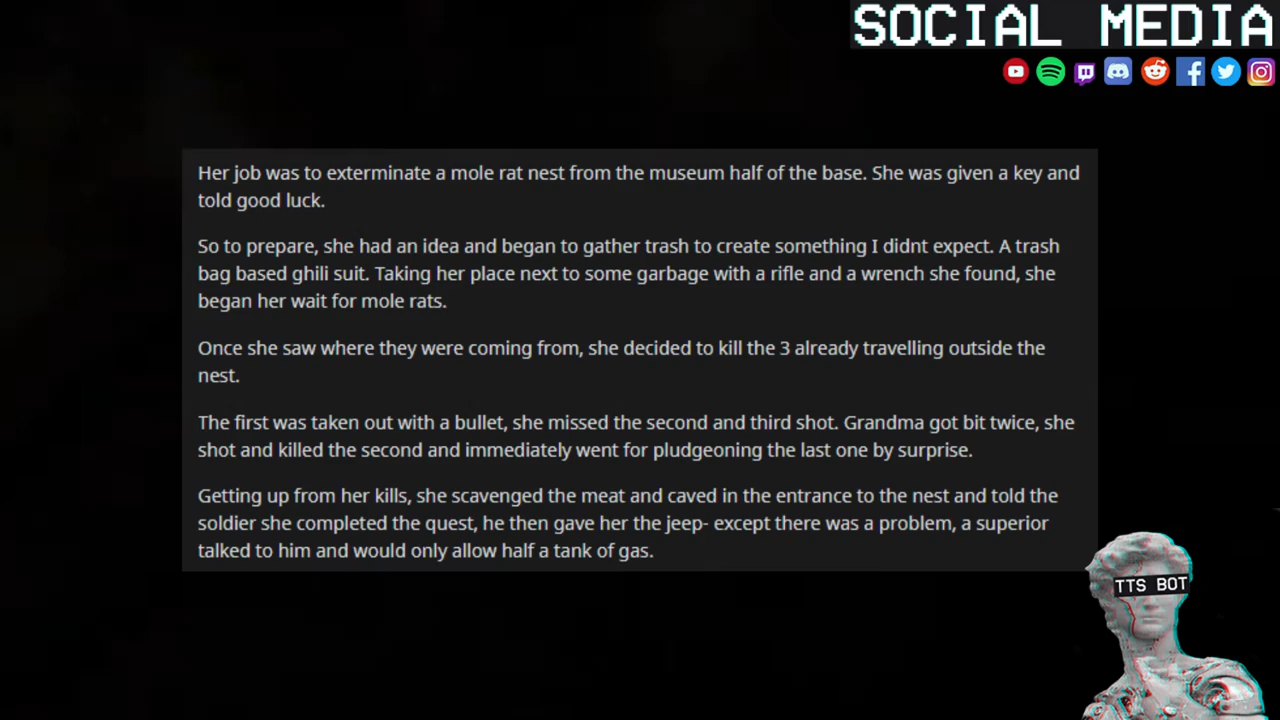 SOCIAL MEDIA
Her job was to exterminate a mole rat nest from the museum half of the base. She was given a key and
told good luck.
So to prepare, she had an idea and began to gather trash to create something I didnt expect. A trash
bag based ghili suit. Taking her place next to some garbage with a rifle and a wrench she found, she
began her wait for mole rats.
Once she saw where they were coming from, she decided to kill the 3 already travelling outside the
nest.
The first was taken out with a bullet, she missed the second and third shot. Grandma got bit twice, she
shot and killed the second and immediately went for pludgeoning the last one by surprise.
Getting up from her kills, she scavenged the meat and caved in the entrance to the nest and told the
soldier she completed the quest, he then gave her the jeep- except there was a problem, a superior
talked to him and would only allow half a tank of gas.
TTS BOT